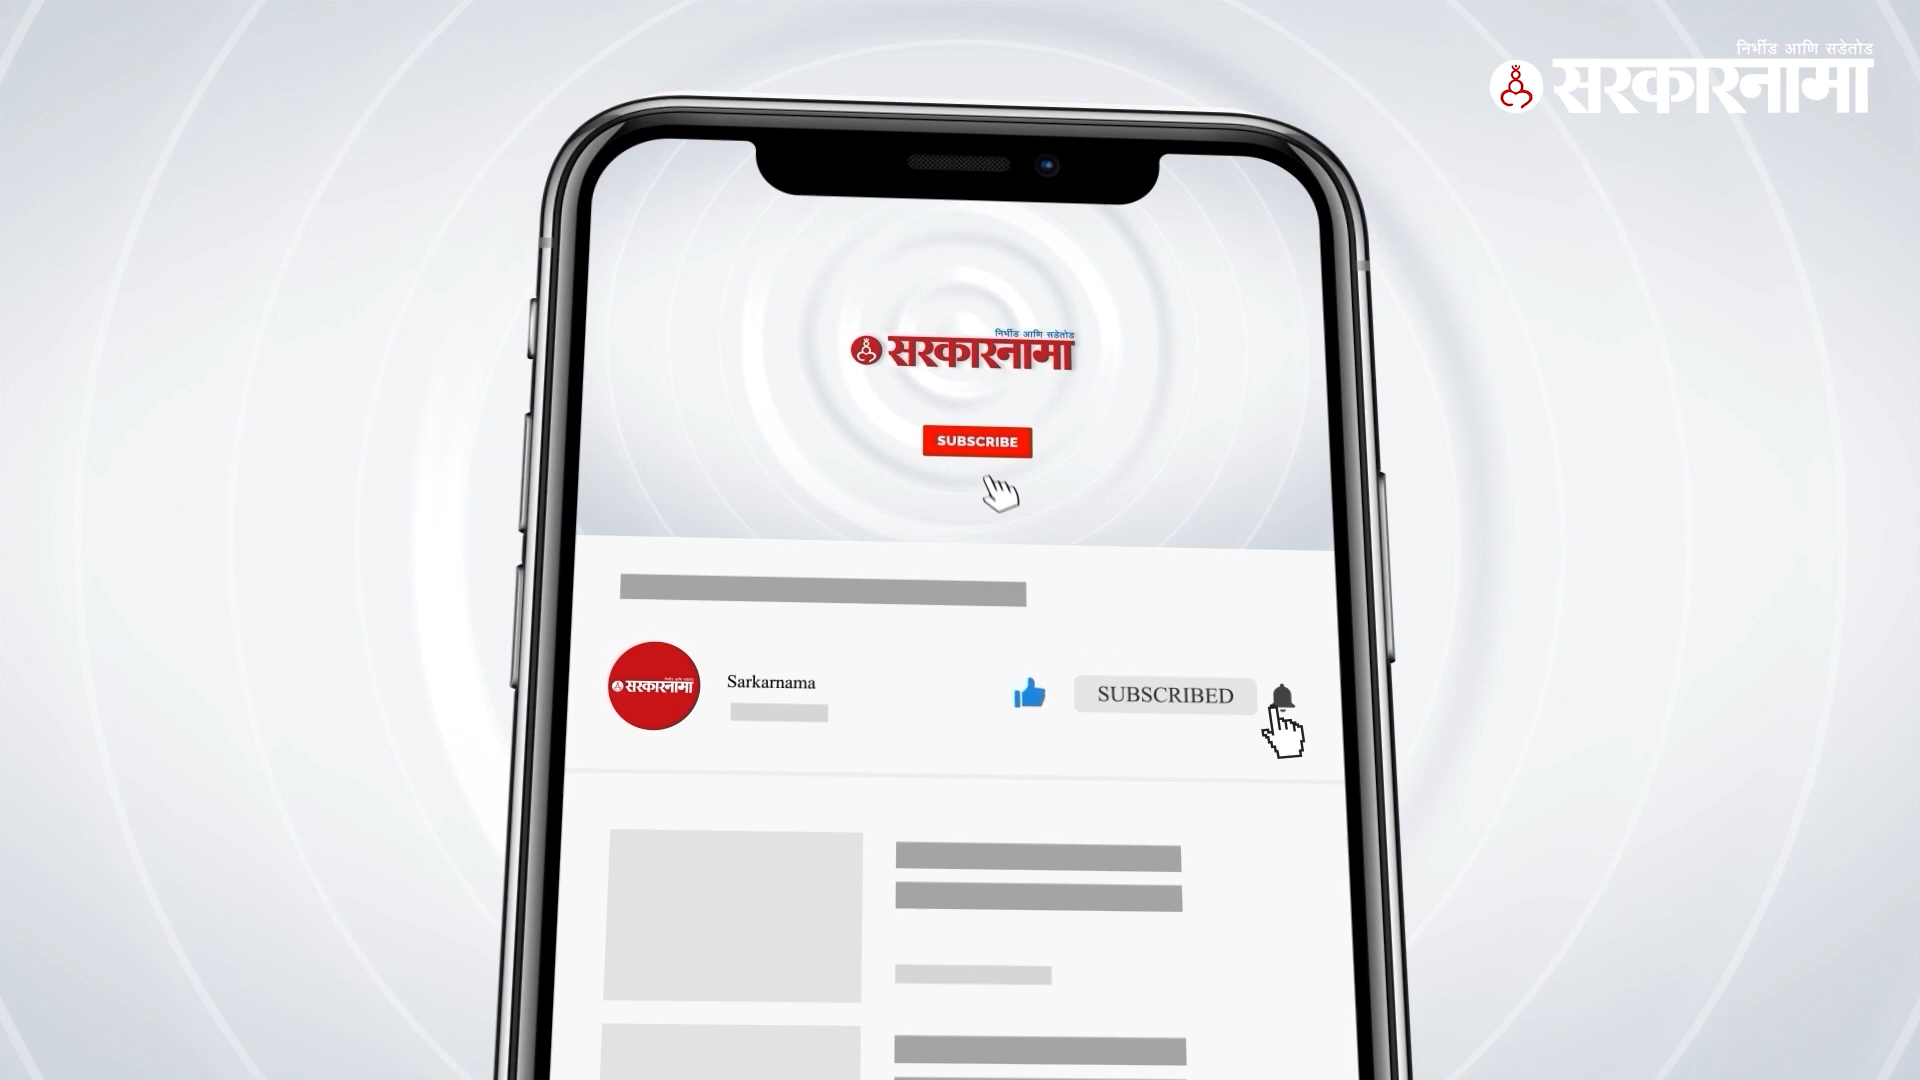 निर्भीड आणि सडेतोड
सरकारनामा
निर्भीड आणि सडेतोड
सरकारनामा
SUBSCRIBE
सरकारनामा
Sarkarnama
SUBSCRIBED